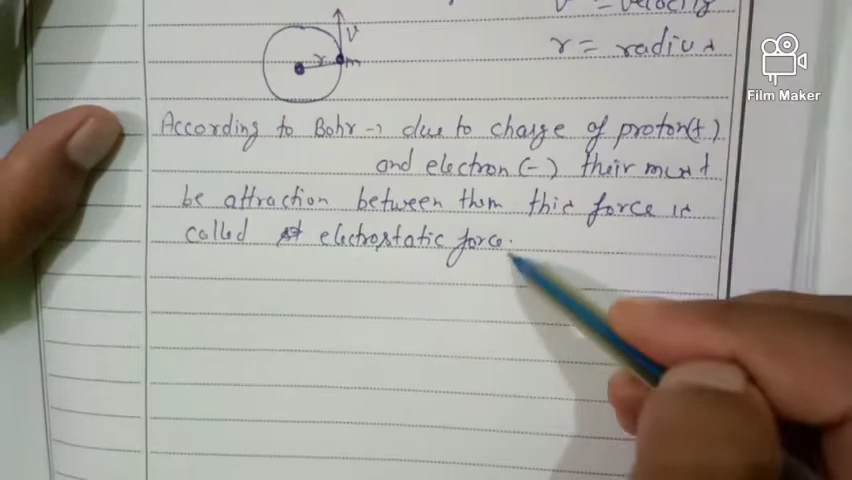 V = velocity
r = radius
v
r
m
According to Bohr → due to charge of proton(+)
and electron (-) their must
be attraction between them this force is
called electrostatic force.
Film Maker